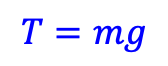 T = mg